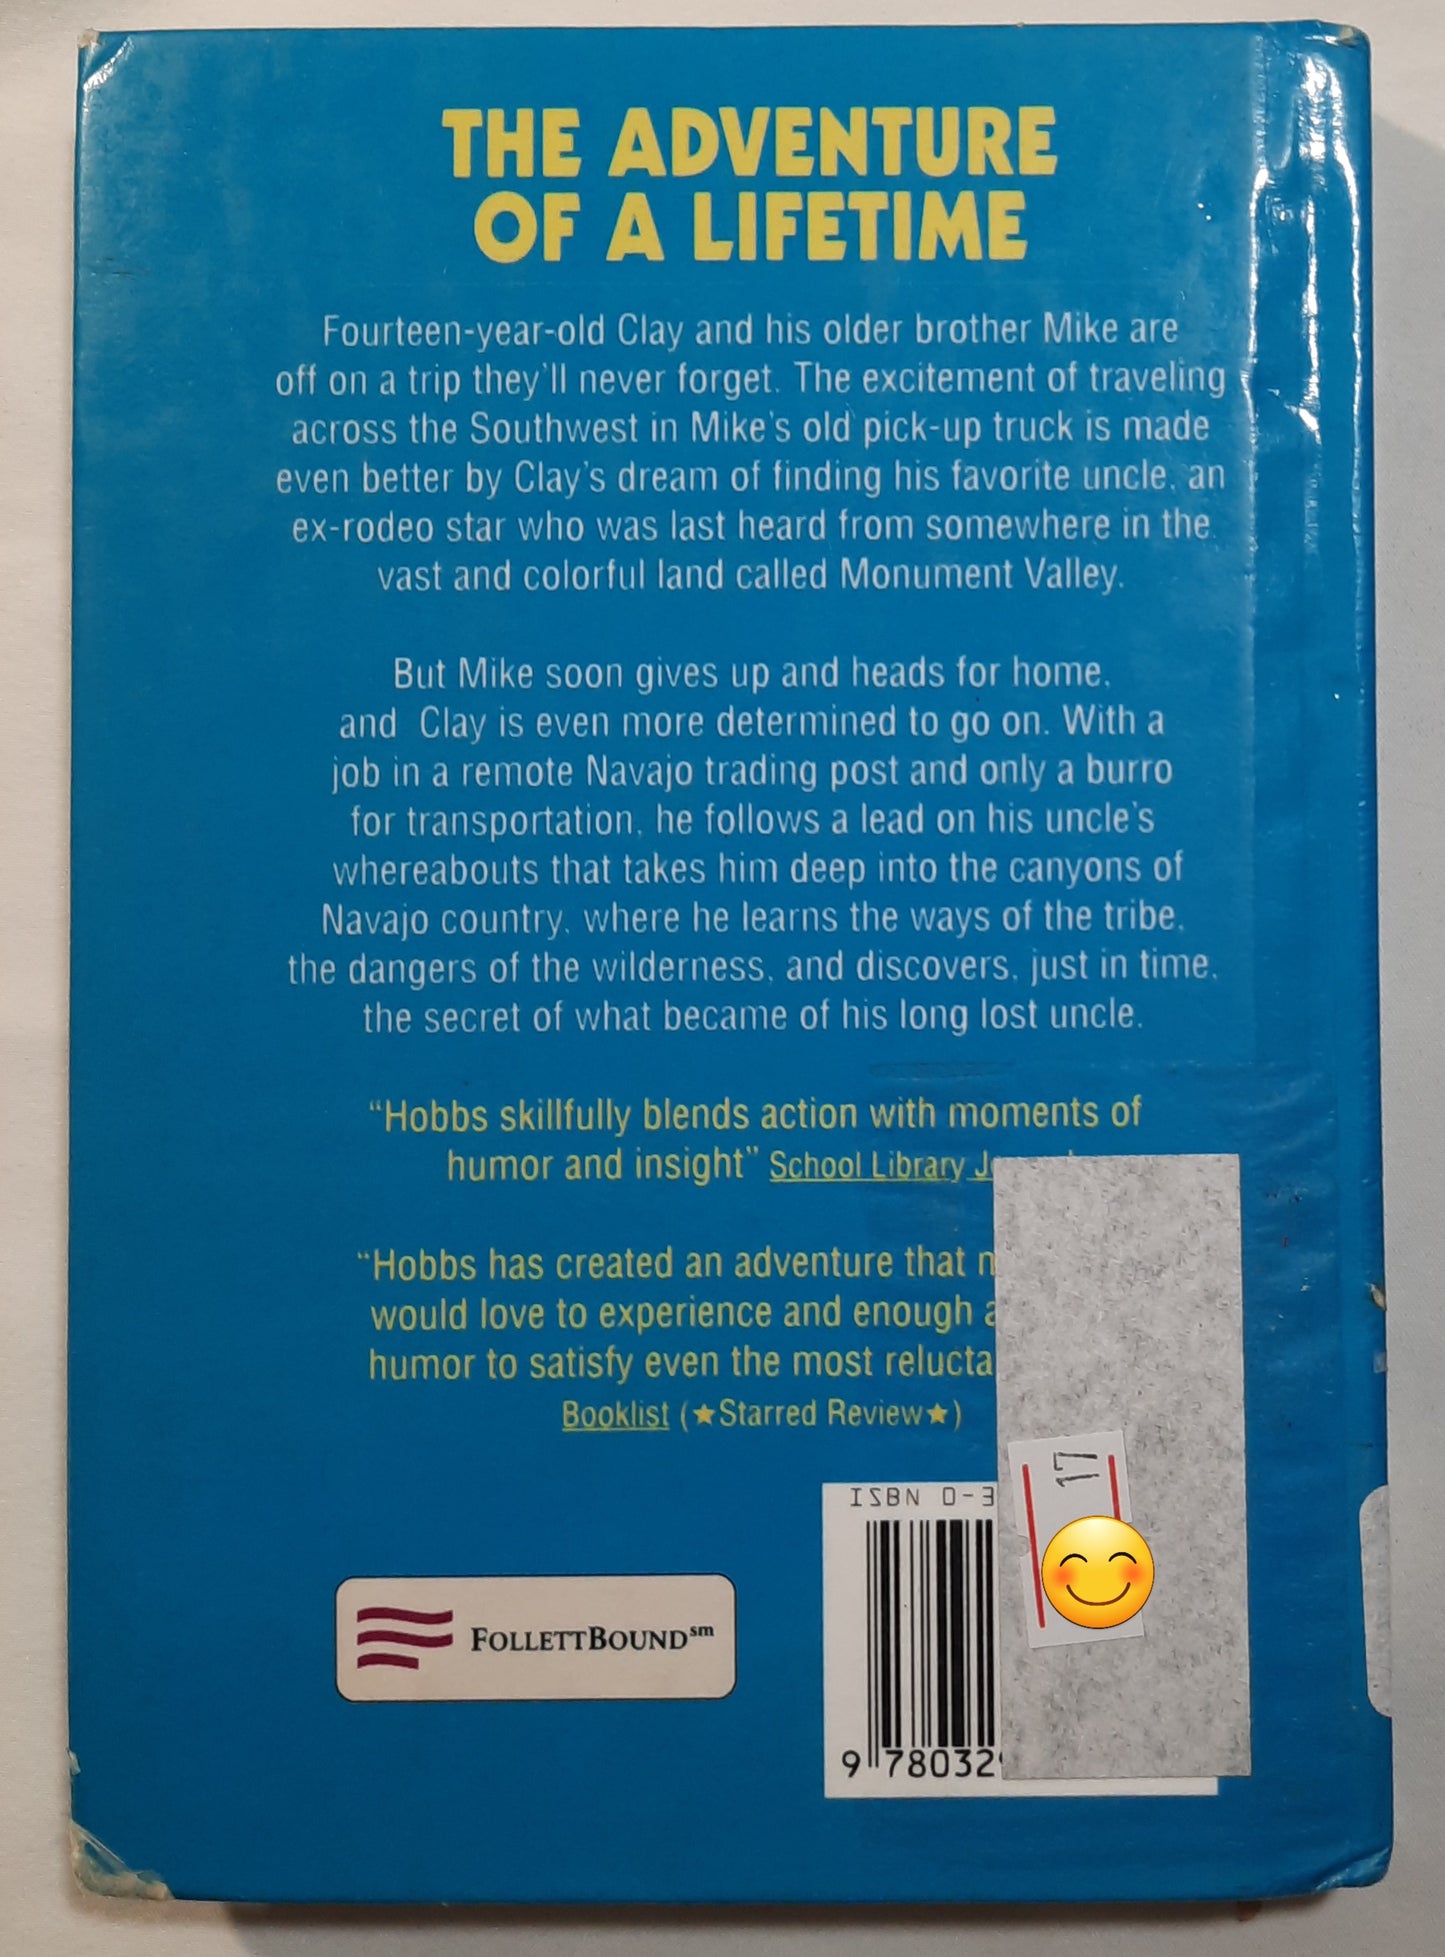 THE ADVENTURE
OF A LIFETIME
Fourteen-year-old Clay and his older brother Mike are
off on a trip they'll never forget. The excitement of traveling
across the Southwest in Mike's old pick-up truck is made
even better by Clay's dream of finding his favorite uncle, an
ex-rodeo star who was last heard from somewhere in the
vast and colorful land called Monument Valley.
But Mike soon gives up and heads for home,
and Clay is even more determined to go on. With a
job in a remote Navajo trading post and only a burro
for transportation, he follows a lead on his uncle's
whereabouts that takes him deep into the canyons of
Navajo country, where he learns the ways of the tribe,
the dangers of the wilderness, and discovers, just in time,
the secret of what became of his long lost uncle.
"Hobbs skillfully blends action with moments of
humor and insight" School Library
"Hobbs has created an adventure that
would love to experience and enough
humor to satisfy even the most
Booklist (★Starred Review★)
ISBN 0-3
17
FOLLETTBOUND℠
9 78032